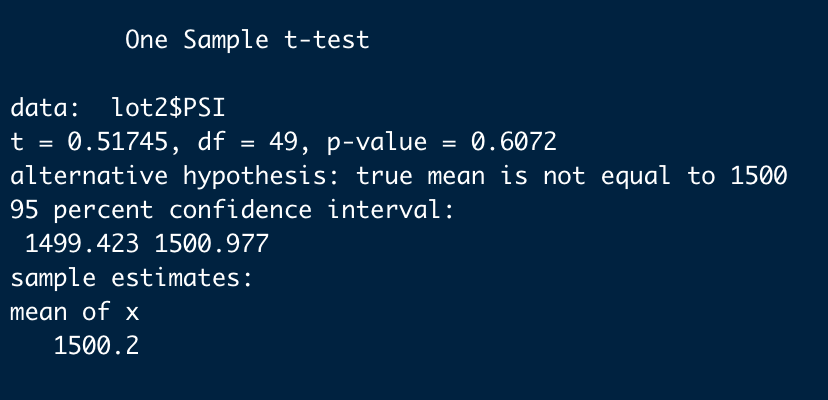 One Sample t-test
data:  lot2$PSI
t = 0.51745, df = 49, p-value = 0.6072
alternative hypothesis: true mean is not equal to 1500
95 percent confidence interval:
1499.423 1500.977
sample estimates:
mean of x
1500.2